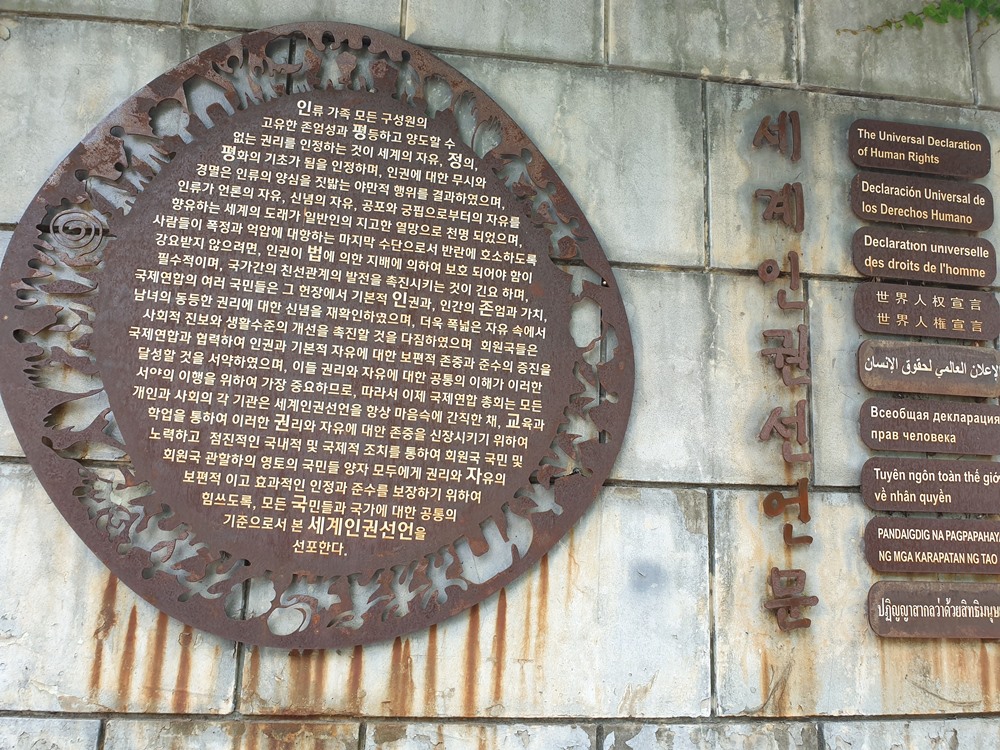 인류 가족 모든 구성원의
고유한 존엄성과 평등하고 양도할 수
없는 권리를 인정하는 것이 세계의 자유, 정의,
평화의 기초가 됨을 인정하며, 인권에 대한 무시와
경멸은 인류의 양심을 짓밟는 야만적 행위를 결과하였으며,
인류가 언론의 자유, 신념의 자유, 공포와 궁핍으로부터의 자유를
향유하는 세계의 도래가 일반인의 지고한 열망으로 천명 되었으며,
사람들이 폭정과 억압에 대항하는 마지막 수단으로서 반란에 호소하도록
강요받지 않으려면, 인권이 법에 의한 지배에 의하여 보호 되어야 함이
필수적이며, 국가간의 친선관계의 발전을 촉진시키는 것이 긴요 하며,
국제연합의 여러 국민들은 그 헌장에서 기본적 인권과, 인간의 존엄과 가치,
남녀의 동등한 권리에 대한 신념을 재확인하였으며, 더욱 폭넓은 자유 속에서
사회적 진보와 생활수준의 개선을 촉진할 것을 다짐하였으며 회원국들은
국제연합과 협력하여 인권과 기본적 자유에 대한 보편적 존중과 준수의 증진을
달성할 것을 서약하였으며, 이들 권리와 자유에 대한 공통의 이해가 이러한
서약의 이행을 위하여 가장 중요하므로, 따라서 이제 국제연합 총회는 모든
개인과 사회의 각 기관은 세계인권선언을 항상 마음속에 간직한 채, 교육과
학업을 통하여 이러한 권리와 자유에 대한 존중을 신장시키기 위하여
노력하고 점진적인 국내적 및 국제적 조치를 통하여 회원국 국민 및
회원국 관할하의 영토의 국민들 양자 모두에게 권리와 자유의
보편적 이고 효과적인 인정과 준수를 보장하기 위하여
힘쓰도록, 모든 국민들과 국가에 대한 공통의
기준으로서 본 세계인권선언을
선포한다.
세계인권선언문
The Universal Declaration
of Human Rights
Declaración Universal de
los Derechos Humano
Declaration universelle
des droits de l'homme
世界人权宣言
世界人権宣言
الإعلان العالمي لحقوق الإنسان
Всеобщая декларация
прав человека
Tuyên ngôn toàn thế giớ
về nhân quyền
PANDAIGDIG NA PAGPAPAHAYA
NG MGA KARAPATAN NG TAO
ปฏิญญาสากลว่าด้วยสิทธิมนุษ